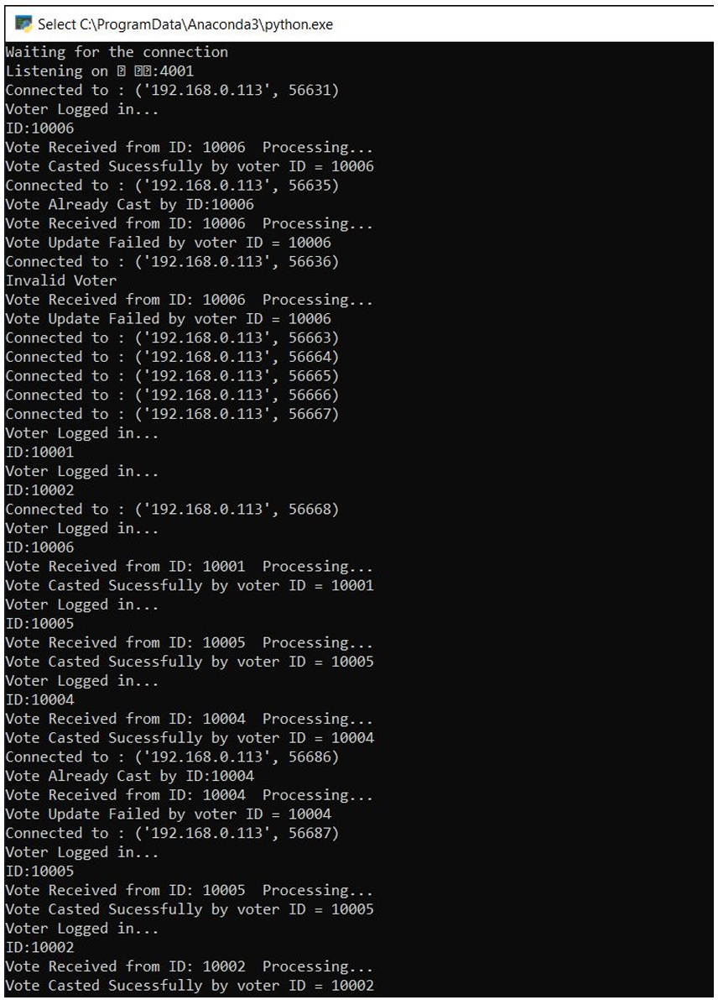 Select C:\ProgramData\Anaconda3\python.exe
Waiting for the connection
Listening on :4001
Connected to : ('192.168.0.113', 56631)
Voter Logged in...
ID:10006
Vote Received from ID: 10006  Processing...
Vote Casted Sucessfully by voter ID = 10006
Connected to : ('192.168.0.113', 56635)
Vote Already Cast by ID:10006
Vote Received from ID: 10006  Processing...
Vote Update Failed by voter ID = 10006
Connected to : ('192.168.0.113', 56636)
Invalid Voter
Vote Received from ID: 10006  Processing...
Vote Update Failed by voter ID = 10006
Connected to : ('192.168.0.113', 56663)
Connected to : ('192.168.0.113', 56664)
Connected to : ('192.168.0.113', 56665)
Connected to : ('192.168.0.113', 56666)
Connected to : ('192.168.0.113', 56667)
Voter Logged in...
ID:10001
Voter Logged in...
ID:10002
Connected to : ('192.168.0.113', 56668)
Voter Logged in...
ID:10006
Vote Received from ID: 10001  Processing...
Vote Casted Sucessfully by voter ID = 10001
Voter Logged in...
ID:10005
Vote Received from ID: 10005  Processing...
Vote Casted Sucessfully by voter ID = 10005
Voter Logged in...
ID:10004
Vote Received from ID: 10004  Processing...
Vote Casted Sucessfully by voter ID = 10004
Connected to : ('192.168.0.113', 56686)
Vote Already Cast by ID:10004
Vote Received from ID: 10004  Processing...
Vote Update Failed by voter ID = 10004
Connected to : ('192.168.0.113', 56687)
Voter Logged in...
ID:10005
Vote Received from ID: 10005  Processing...
Vote Casted Sucessfully by voter ID = 10005
Voter Logged in...
ID:10002
Vote Received from ID: 10002  Processing...
Vote Casted Sucessfully by voter ID = 10002